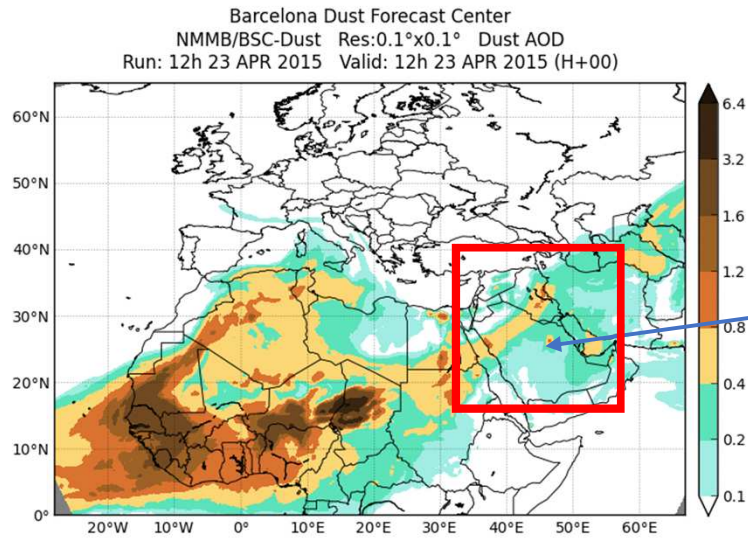 Barcelona Dust Forecast Center
NMMB/BSC-Dust Res:0.1°x0.1° Dust AOD
Run: 12h 23 APR 2015 Valid: 12h 23 APR 2015 (H+00)
60°N
50°N
40°N
30°N
20°N
10°N
0°
20°W 10°W 0° 10°E 20°E 30°E 40°E 50°E 60°E
6.4
3.2
1.6
1.2
0.8
0.4
0.2
0.1